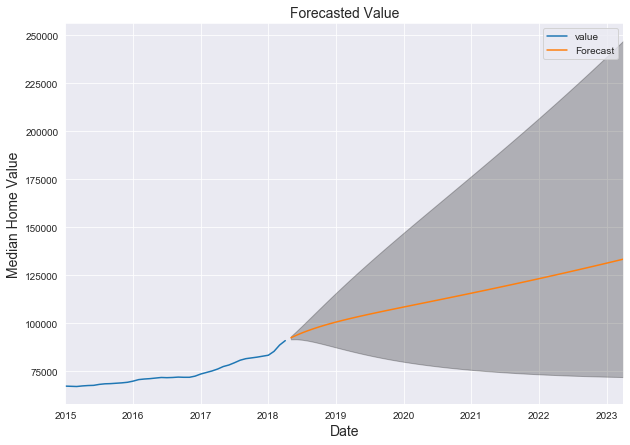 Forecasted Value
value
Forecast
250000
225000
200000
175000
150000
125000
100000
75000
Median Home Value
2015 2016 2017 2018 2019 2020 2021 2022 2023
Date